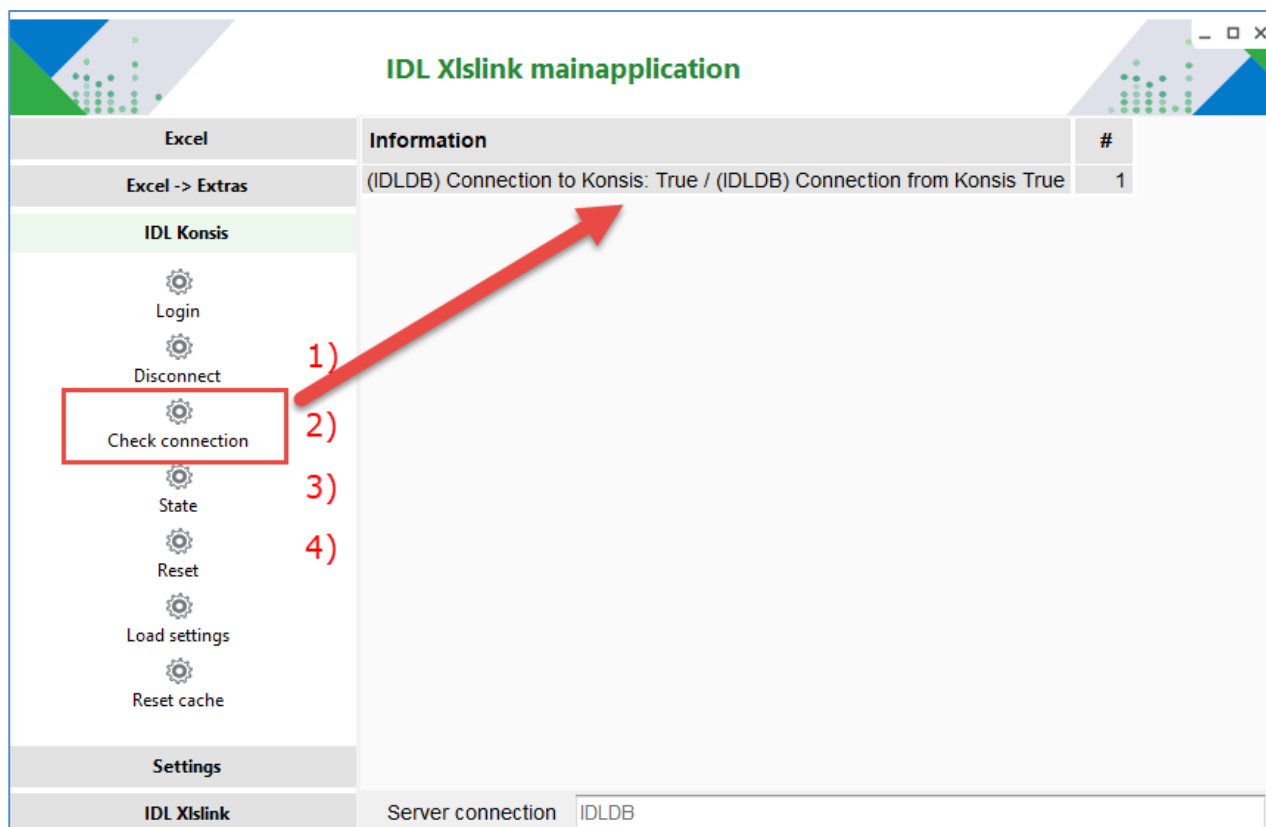 IDL Xlslink mainapplication
Excel
Excel -> Extras
IDL Konsis
Login
Disconnect
1)
Check connection
2)
State
3)
Reset
4)
Load settings
Reset cache
Settings
IDL Xlslink
Information #
(IDLDB) Connection to Konsis: True / (IDLDB) Connection from Konsis True 1
Server connection IDLDB